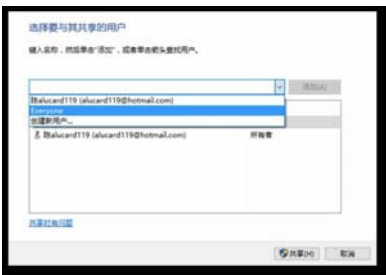 选择要与其共享的用户
键入名称，然后单击"添加"，或者单击箭头查找用户。
添加(A)
alucard119 (alucard119@hotmail.com)
Everyone
创建新用户...
alucard119 (alucard119@hotmail.com) 所有者
共享时有问题
共享(H) 取消